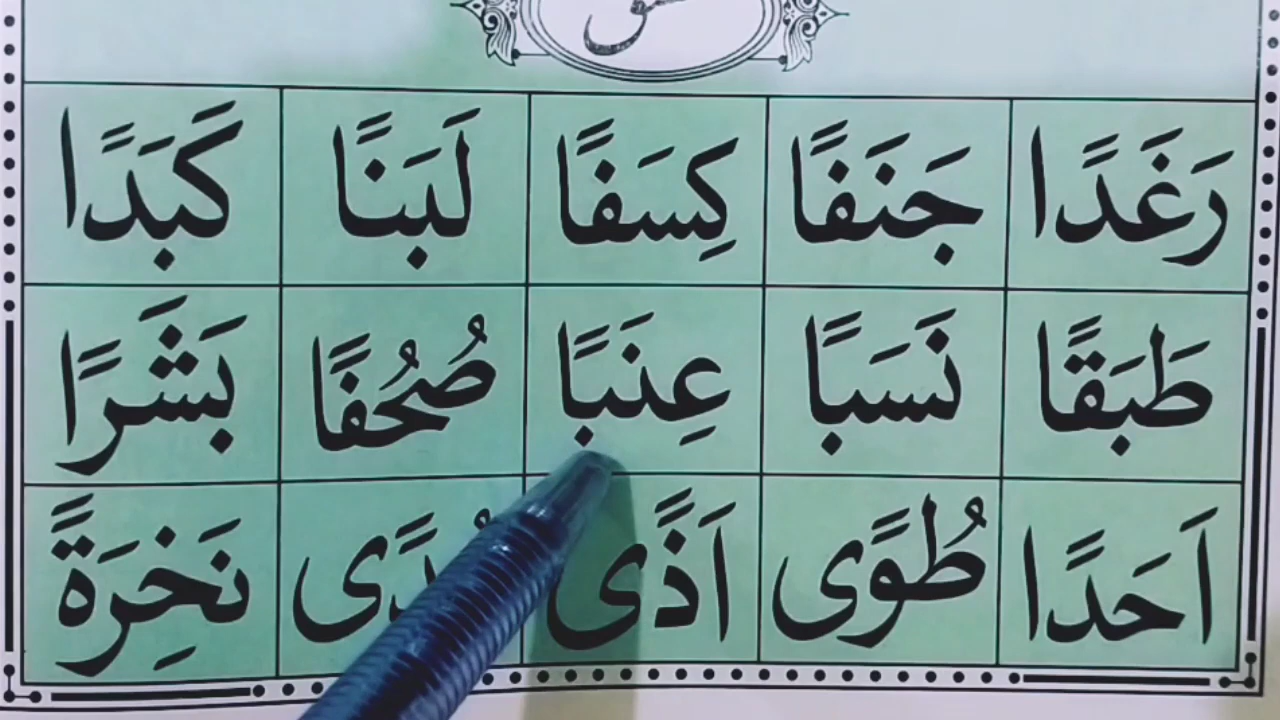 رَغَدًا جَنَفًا كِسَفًا لَبَنًا كَبَدًا
طَبَقًا نَسَبًا عِنَبًا صُحُفًا بَشَرًا
اَحَدًا طُوًى اَذًى نَخِرَةً